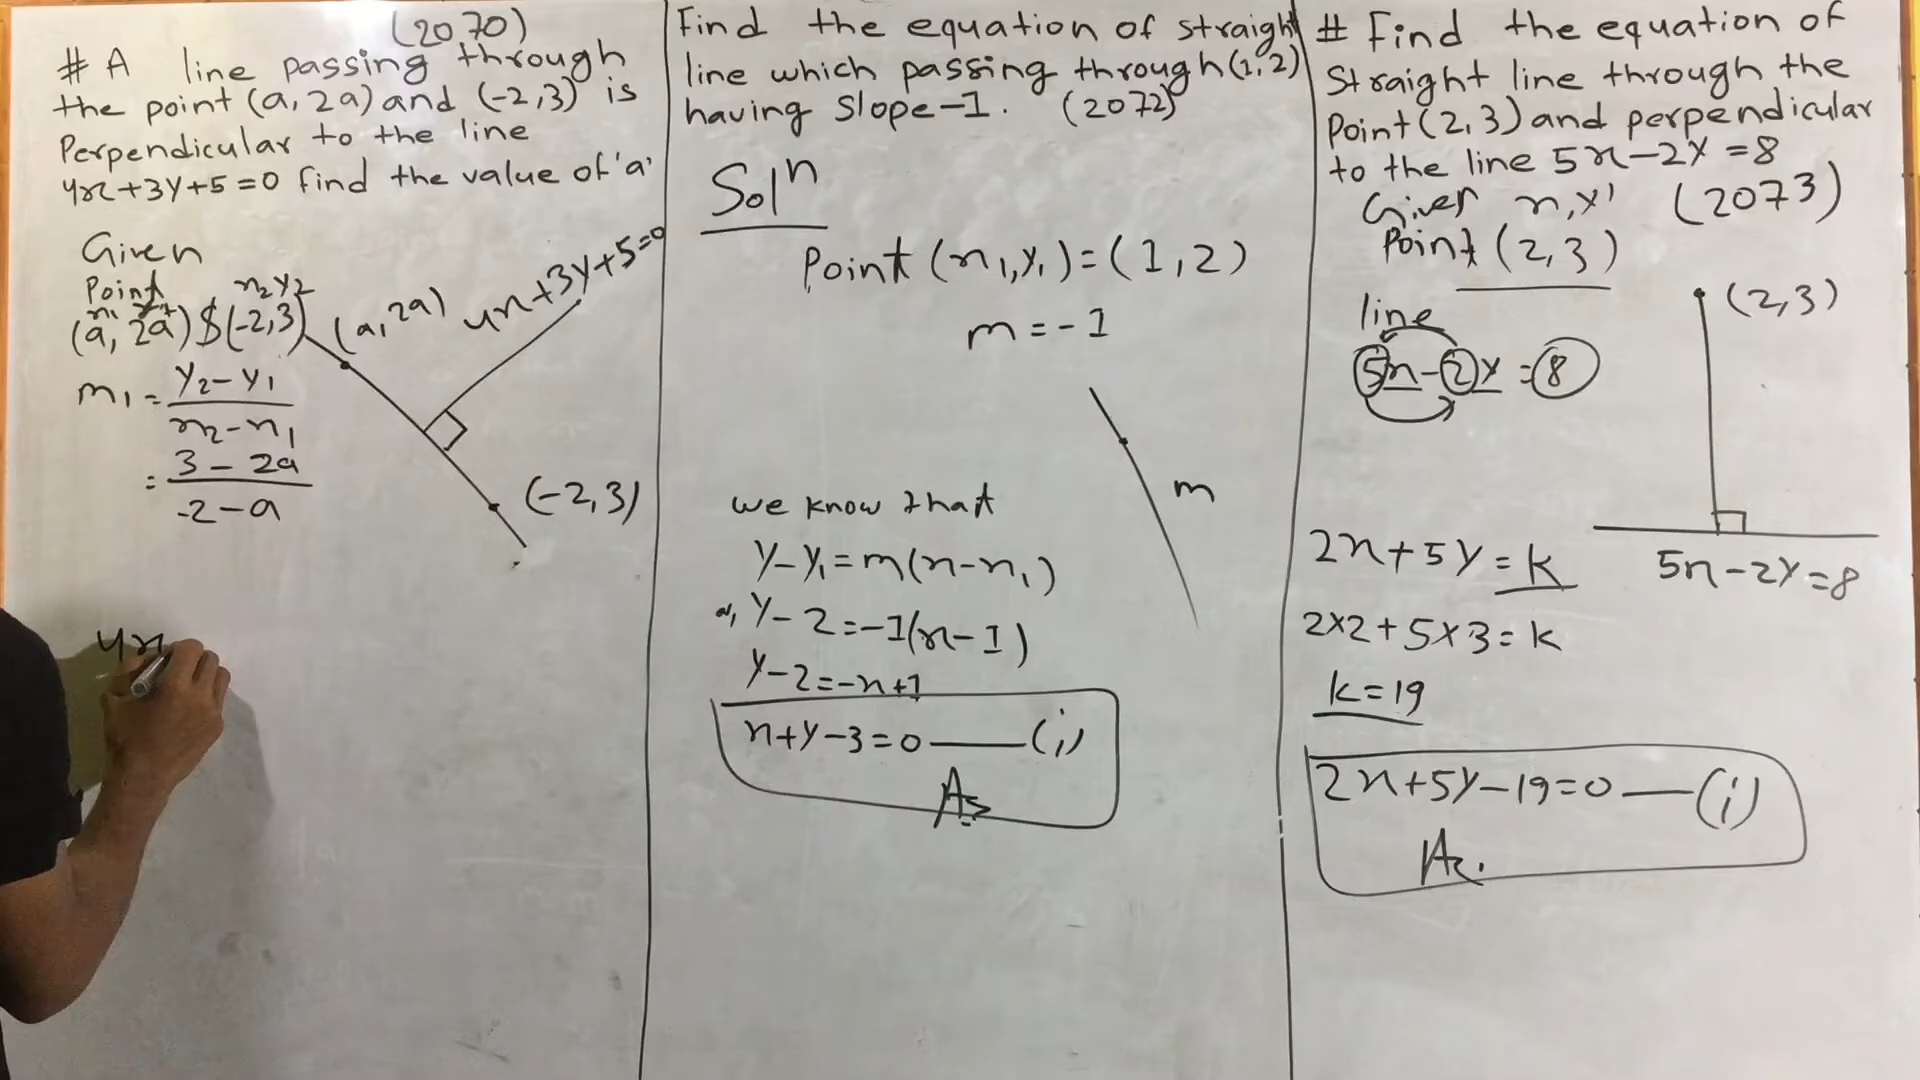 (2070)
# A line passing through
the point (a, 2a) and (-2,3) is
Perpendicular to the line
4x+3y+5=0 find the value of 'a'
Given
Point
x1 y1 x2 y2
(a, 2a) $ (-2,3)
m1 = y2-y1
x2-x1
= 3-2a
-2-a
(a, 2a)
4x+3y+5=0
(-2,3)
4x
Find the equation of straight
line which passing through (1,2)
having slope -1. (2072)
Solⁿ
Point (x1,y1)=(1,2)
m=-1
m
we know that
y-y1=m(x-x1)
or, y-2=-1(x-1)
y-2=-x+1
x+y-3=0 —— (i)
# Find the equation of
Straight line through the
Point (2,3) and perpendicular
to the line 5x-2y=8
Given x, y' (2073)
Point (2,3)
line
5x-2y=8
(2,3)
5x-2y=8
2x+5y=k
2×2+5×3=k
k=19
2x+5y-19=0 —— (i)